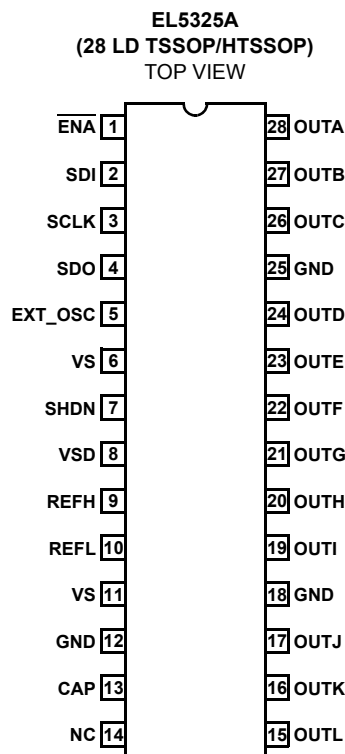 EL5325A
(28 LD TSSOP/HTSSOP)
TOP VIEW
ENA 1 28 OUTA
SDI 2 27 OUTB
SCLK 3 26 OUTC
SDO 4 25 GND
EXT_OSC 5 24 OUTD
VS 6 23 OUTE
SHDN 7 22 OUTF
VSD 8 21 OUTG
REFH 9 20 OUTH
REFL 10 19 OUTI
VS 11 18 GND
GND 12 17 OUTJ
CAP 13 16 OUTK
NC 14 15 OUTL